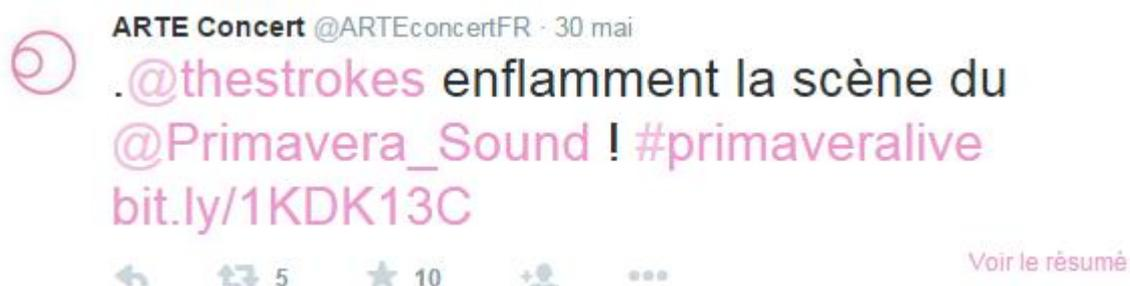 ARTE Concert @ARTEconcertFR · 30 mai
.@thestrokes enflamment la scène du
@Primavera_Sound ! #primaveralive
bit.ly/1KDK13C
5 10
Voir le résumé